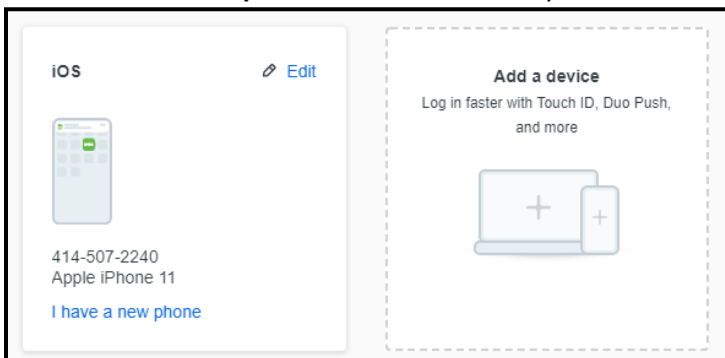 iOS
Edit
414-507-2240
Apple iPhone 11
I have a new phone
Add a device
Log in faster with Touch ID, Duo Push,
and more